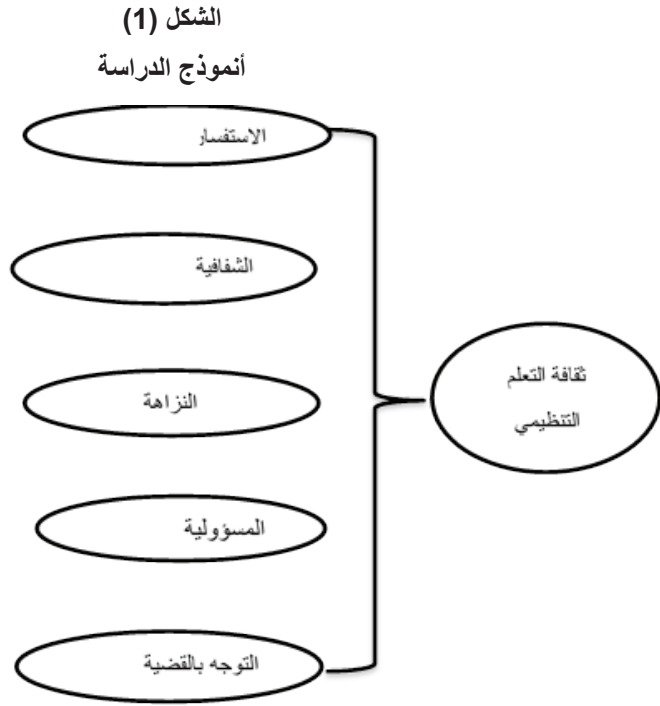 الشكل (1)
أنموذج الدراسة
الاستفسار
الشفافية
النزاهة
المسؤولية
التوجه بالقضية
ثقافة التعلم
التنظيمي